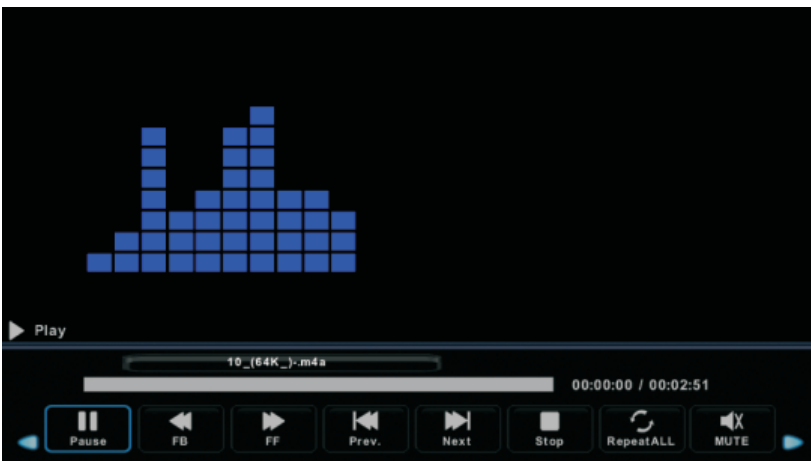 Play
10_(64K_)-.m4a
00:00:00 / 00:02:51
Pause FB FF Prev. Next Stop RepeatALL MUTE